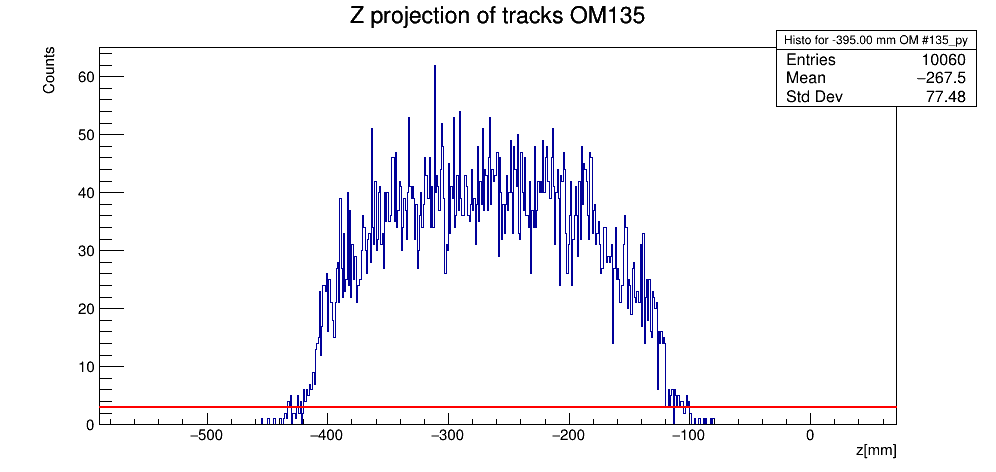 Z projection of tracks OM135
Histo for -395.00 mm OM #135_py
Entries 10060
Mean −267.5
Std Dev 77.48
Counts
60
50
40
30
20
10
0
−500 −400 −300 −200 −100 0
z[mm]